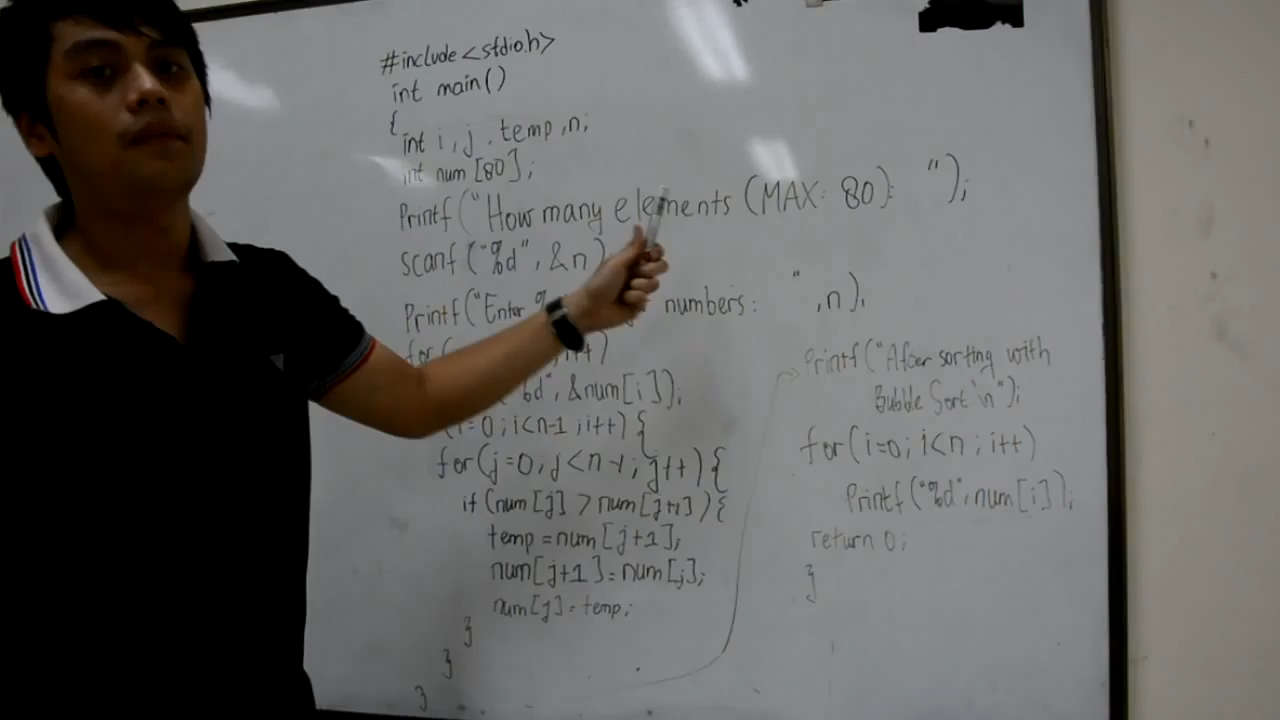 #include <stdio.h>
int main()
{
int i, j, temp, n;
int num [80];
Printf ("How many elements (MAX: 80): ");
scanf ("%d", &n)
Printf ("Enter % numbers: ", n);
for ( i++)
%d", &num[i]);
(i=0; i<n-1; i++) {
for (j=0; j<n-1; j++) {
if (num [j] > num [j+1]) {
temp = num [j+1];
num[j+1] = num[j];
num[j] = temp;
}
}
}
Printf ("After sorting with
Bubble Sort \n");
for (i=0; i<n; i++)
Printf ("%d", num [i]);
return 0;
}